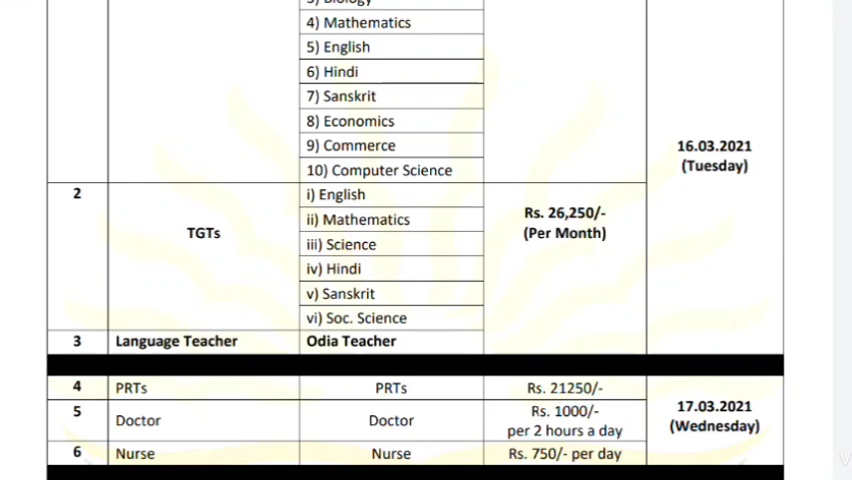 3) Biology
4) Mathematics
5) English
6) Hindi
7) Sanskrit
8) Economics
9) Commerce
10) Computer Science
16.03.2021
(Tuesday)
2
TGTs
i) English
ii) Mathematics
iii) Science
iv) Hindi
v) Sanskrit
vi) Soc. Science
Rs. 26,250/-
(Per Month)
3 Language Teacher Odia Teacher
4 PRTs PRTs Rs. 21250/-
5 Doctor Doctor Rs. 1000/-
per 2 hours a day
6 Nurse Nurse Rs. 750/- per day
17.03.2021
(Wednesday)